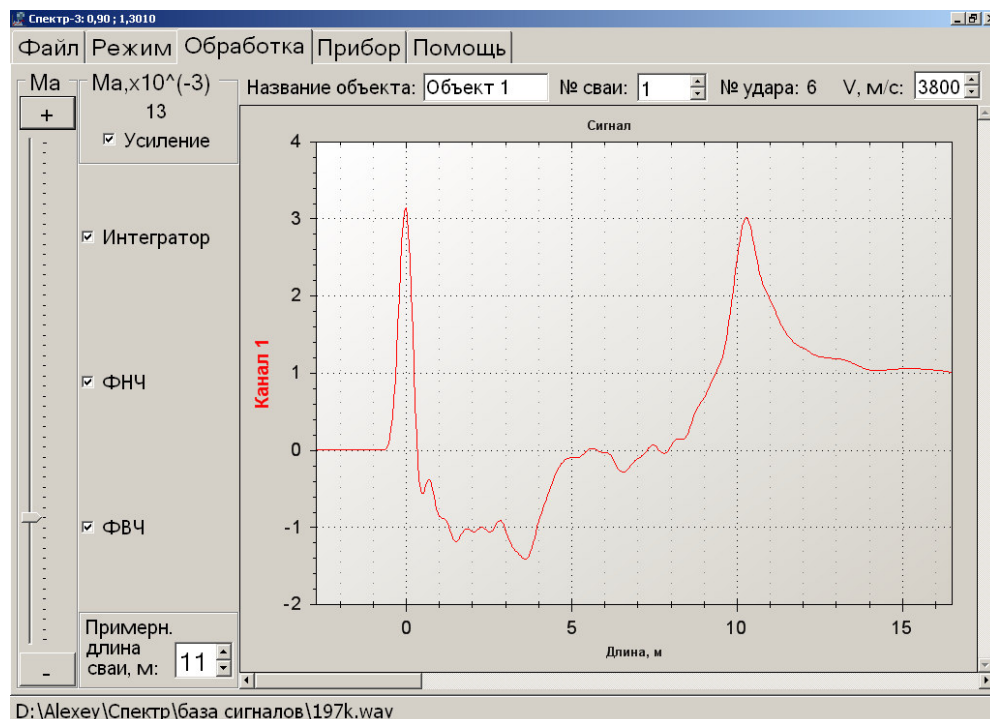 Спектр-3: 0,90 ; 1,3010
Файл Режим Обработка Прибор Помощь
Ma
+
-
Ma,x10^(-3)
13
Усиление
Интегратор
ФНЧ
ФВЧ
Примерн.
длина
сваи, м: 11
Название объекта: Объект 1 № сваи: 1 № удара: 6 V, м/с: 3800
Сигнал
Канал 1
4
3
2
1
0
-1
-2
0 5 10 15
Длина, м
D:\Alexey\Спектр\база сигналов\197k.wav